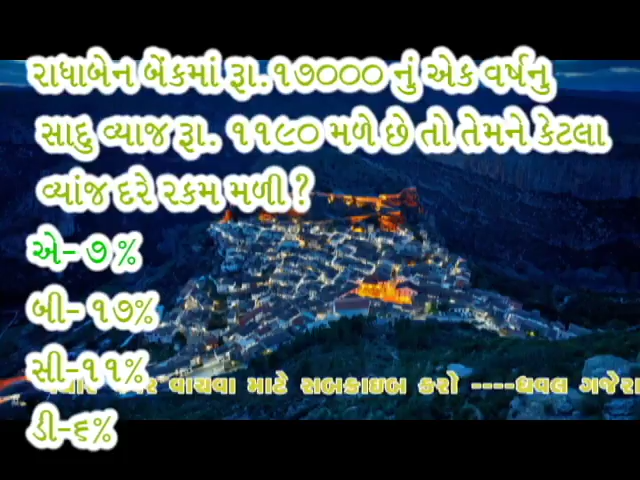 રાધાબેન બેંકમાં રૂા.૧૭૦૦૦ નું એક વર્ષનુ
સાદુ વ્યાજ રૂા. ૧૧૯૦ મળે છે તો તેમને કેટલા
વ્યાંજ દરે રકમ મળી ?
એ- ૭ %
બી- ૧૭%
સી-૧૧%
વાચવા માટે સબસ્કાઇબ કરો ----ધવલ ગજેરા
ડી-૬%